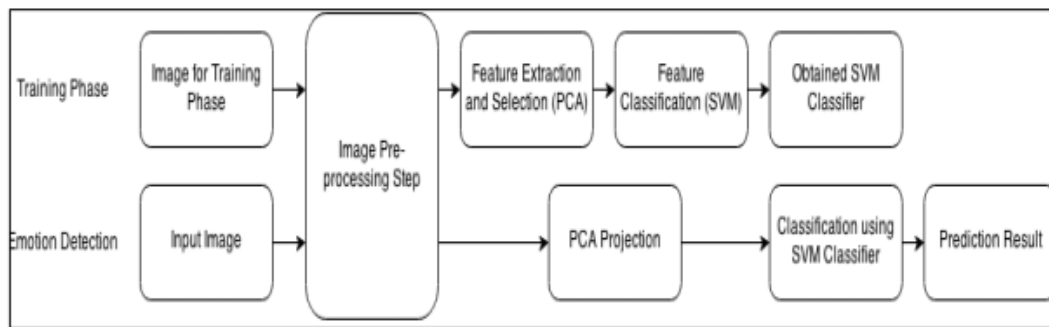 Training Phase
Image for Training
Phase
Image Pre-
processing Step
Feature Extraction
and Selection (PCA)
Feature
Classification (SVM)
Obtained SVM
Classifier
Emotion Detection
Input Image
PCA Projection
Classification using
SVM Classifier
Prediction Result